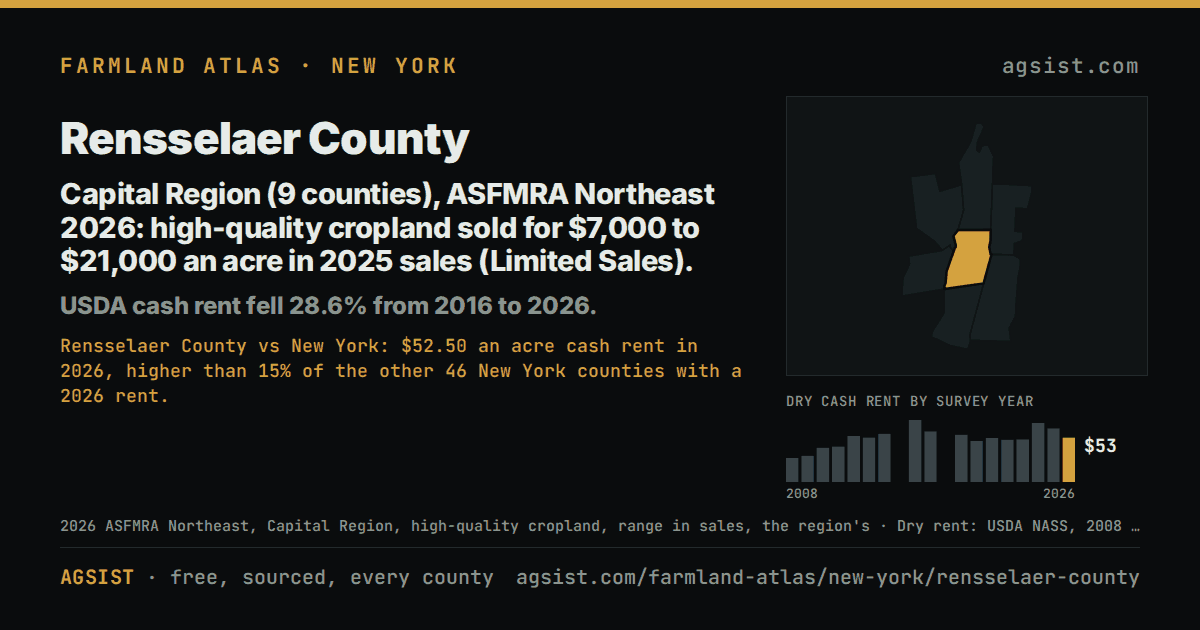 FARMLAND ATLAS · NEW YORK
agsist.com
Rensselaer County
Capital Region (9 counties), ASFMRA Northeast
2026: high-quality cropland sold for $7,000 to
$21,000 an acre in 2025 sales (Limited Sales).
USDA cash rent fell 28.6% from 2016 to 2026.
Rensselaer County vs New York: $52.50 an acre cash rent in
2026, higher than 15% of the other 46 New York counties with a
2026 rent.
DRY CASH RENT BY SURVEY YEAR
$53
2008 2026
2026 ASFMRA Northeast, Capital Region, high-quality cropland, range in sales, the region's · Dry rent: USDA NASS, 2008 …
AGSIST · free, sourced, every county agsist.com/farmland-atlas/new-york/rensselaer-county